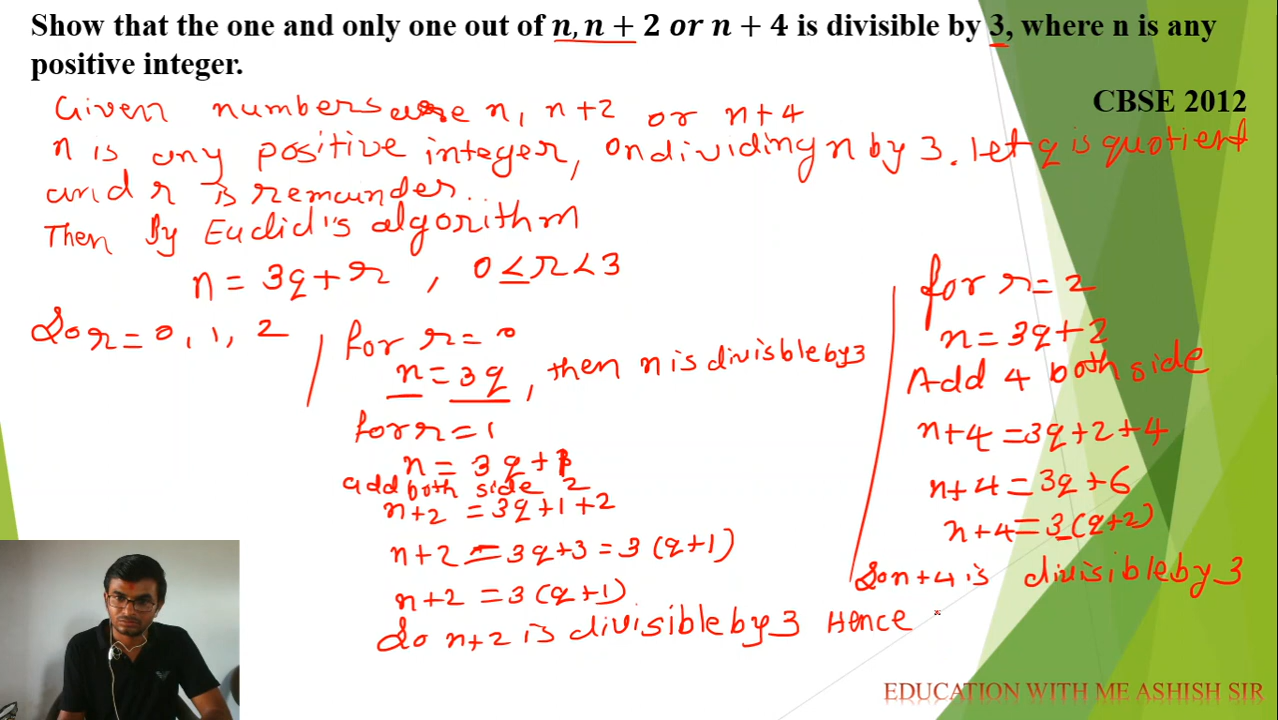 Show that the one and only one out of n, n + 2 or n + 4 is divisible by 3, where n is any
positive integer.
CBSE 2012
Given numbers are n, n+2 or n+4
n is any positive integer, On dividing n by 3. let q is quotient
and r is remainder.
Then By Euclid's algorithm
n = 3q + r , 0 ≤ r < 3
So r = 0, 1, 2
for r = 0
n = 3q , then n is divisible by 3
for r = 1
n = 3q + 1
add both side 2
n+2 = 3q+1+2
n+2 = 3q+3 = 3(q+1)
n+2 = 3(q+1)
So n+2 is divisible by 3 Hence
for r = 2
n = 3q+2
Add 4 both side
n+4 = 3q+2+4
n+4 = 3q+6
n+4 = 3(q+2)
So n+4 is divisible by 3
EDUCATION WITH ME ASHISH SIR